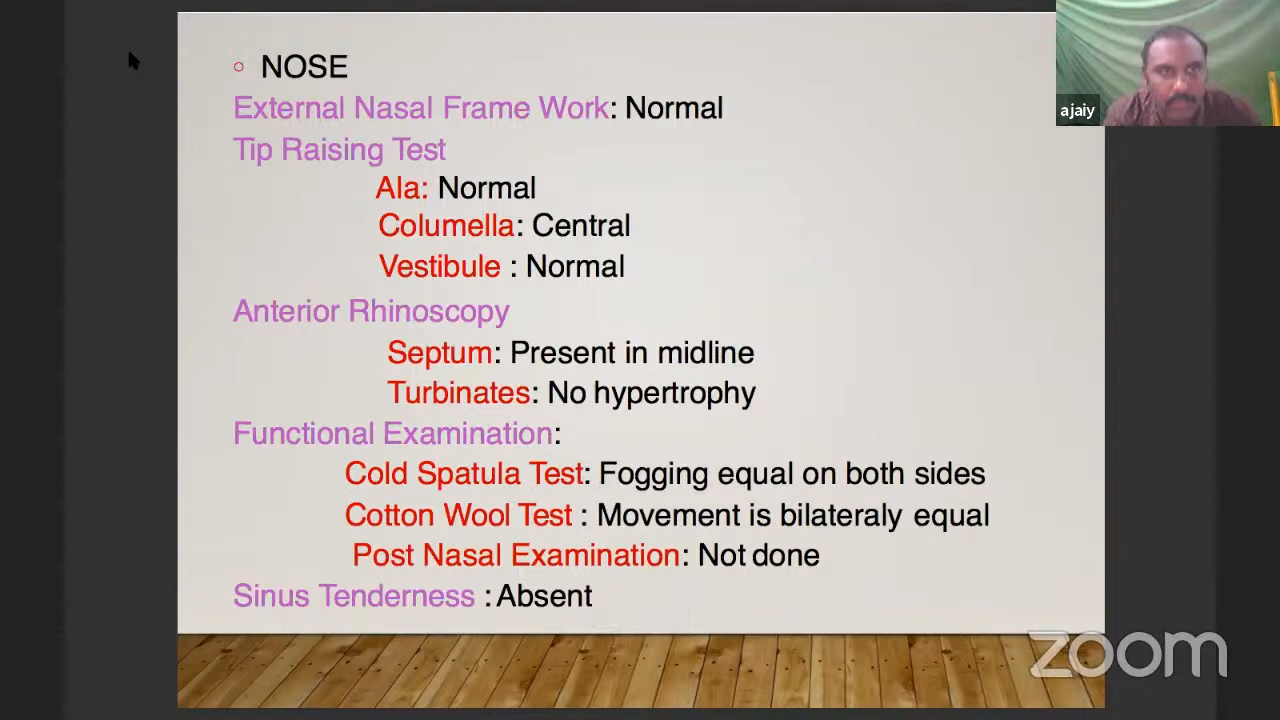 NOSE
External Nasal Frame Work: Normal
Tip Raising Test
Ala: Normal
Columella: Central
Vestibule : Normal
Anterior Rhinoscopy
Septum: Present in midline
Turbinates: No hypertrophy
Functional Examination:
Cold Spatula Test: Fogging equal on both sides
Cotton Wool Test : Movement is bilateraly equal
Post Nasal Examination: Not done
Sinus Tenderness : Absent
ajaiy
zoom